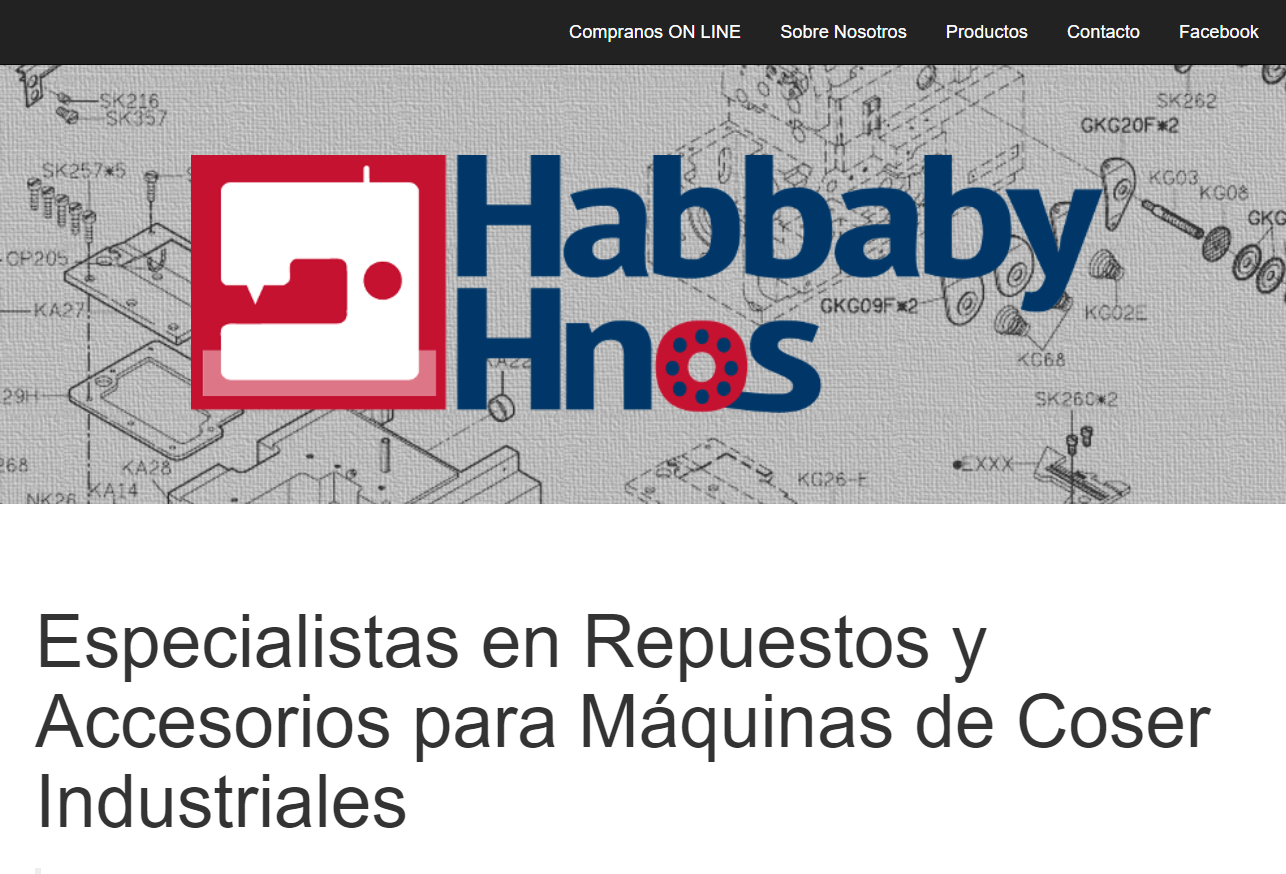 Compranos ON LINE Sobre Nosotros Productos Contacto Facebook
SK216
SK357
SK262
GKG20F*2
SK257*5
KG03
KG08
GKG
OP205
KA27
GKG09F*2
KG02E
KG68
Habbaby
Hnos
KA22
29H
SK260*2
KA28
268
KA14
NK26
KG26-E
EXXX
Especialistas en Repuestos y
Accesorios para Máquinas de Coser
Industriales